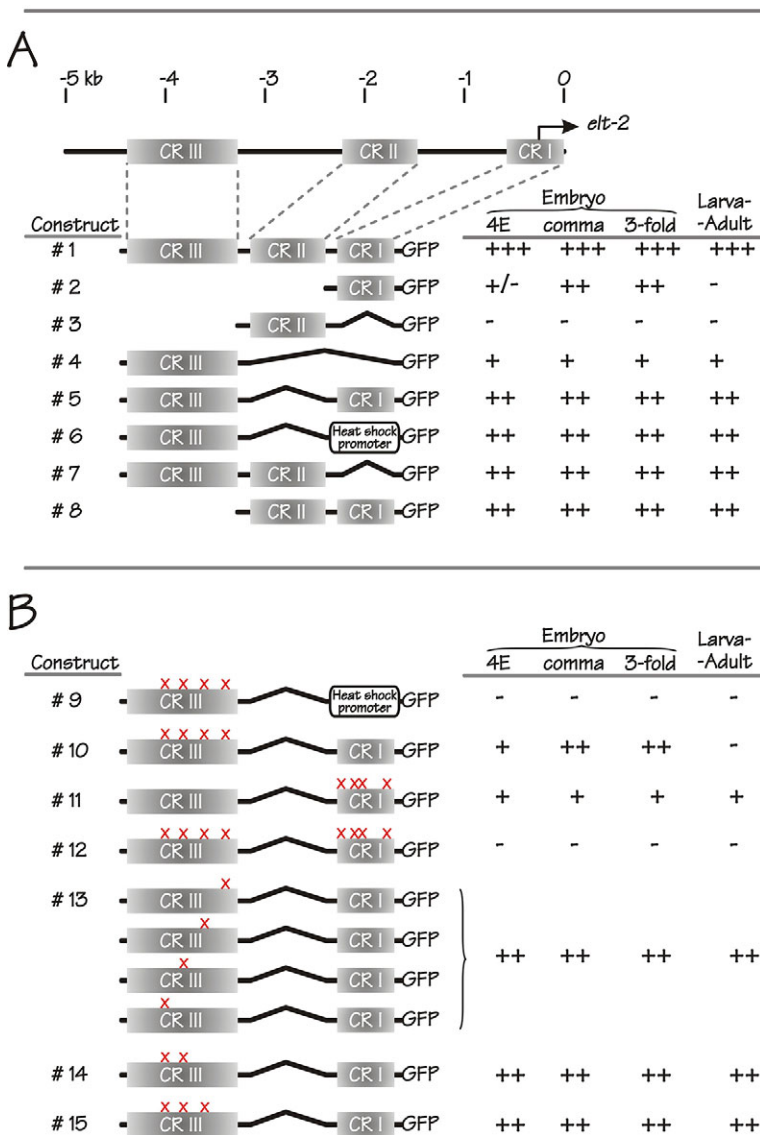 A
-5 kb -4 -3 -2 -1 0
elt-2
CR III CR II CR I
Embryo Larva-
Construct 4E comma 3-fold -Adult
# 1 CR III CR II CR I GFP +++ +++ +++ +++
# 2 CR I GFP +/- ++ ++ -
# 3 CR II GFP - - - -
# 4 CR III GFP + + + +
# 5 CR III CR I GFP ++ ++ ++ ++
# 6 CR III Heat shock promoter GFP ++ ++ ++ ++
# 7 CR III CR II GFP ++ ++ ++ ++
# 8 CR II CR I GFP ++ ++ ++ ++
B
Embryo Larva-
Construct 4E comma 3-fold -Adult
x x x x
# 9 CR III Heat shock promoter GFP - - - -
x x x x
# 10 CR III CR I GFP + ++ ++ -
x x x x
# 11 CR III CR I GFP + + + +
x x x x x x x x
# 12 CR III CR I GFP - - - -
x
# 13 CR III CR I GFP
x
CR III CR I GFP ++ ++ ++ ++
x
CR III CR I GFP
x
CR III CR I GFP
x x
# 14 CR III CR I GFP ++ ++ ++ ++
x x x
# 15 CR III CR I GFP ++ ++ ++ ++